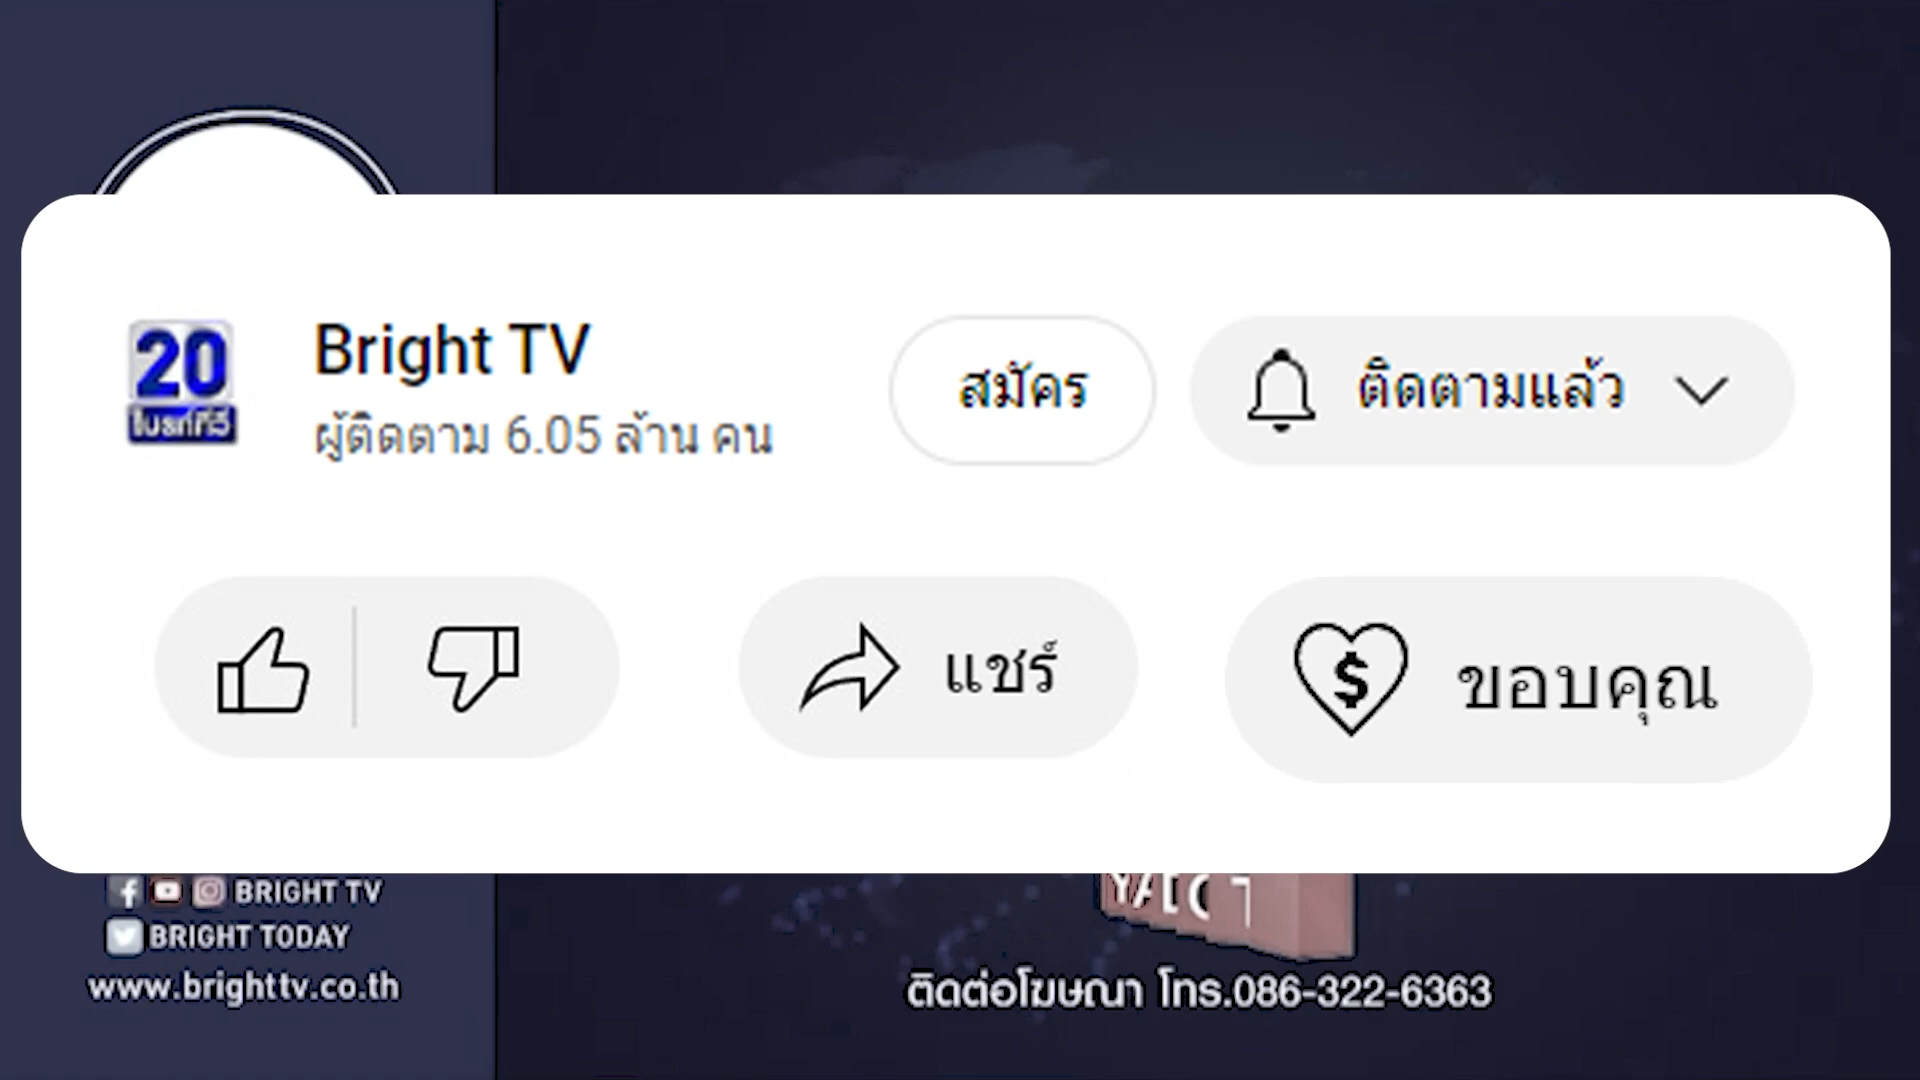 20
ไบรท์ทีวี
Bright TV
ผู้ติดตาม 6.05 ล้าน คน
สมัคร
ติดตามแล้ว
แชร์
ขอบคุณ
BRIGHT TV
BRIGHT TODAY
www.brighttv.co.th
ติดต่อโฆษณา โทร.086-322-6363